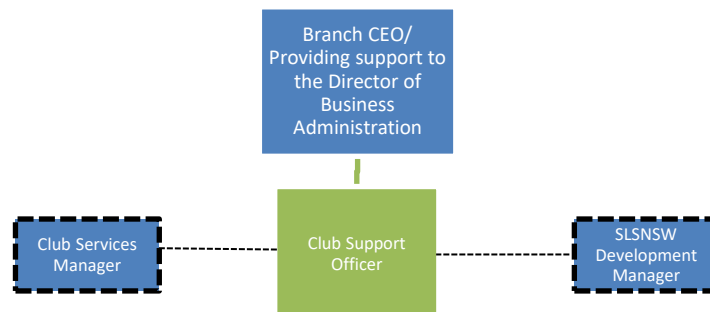 Branch CEO/
Providing support to
the Director of
Business
Administration
Club Services
Manager
Club Support
Officer
SLSNSW
Development
Manager